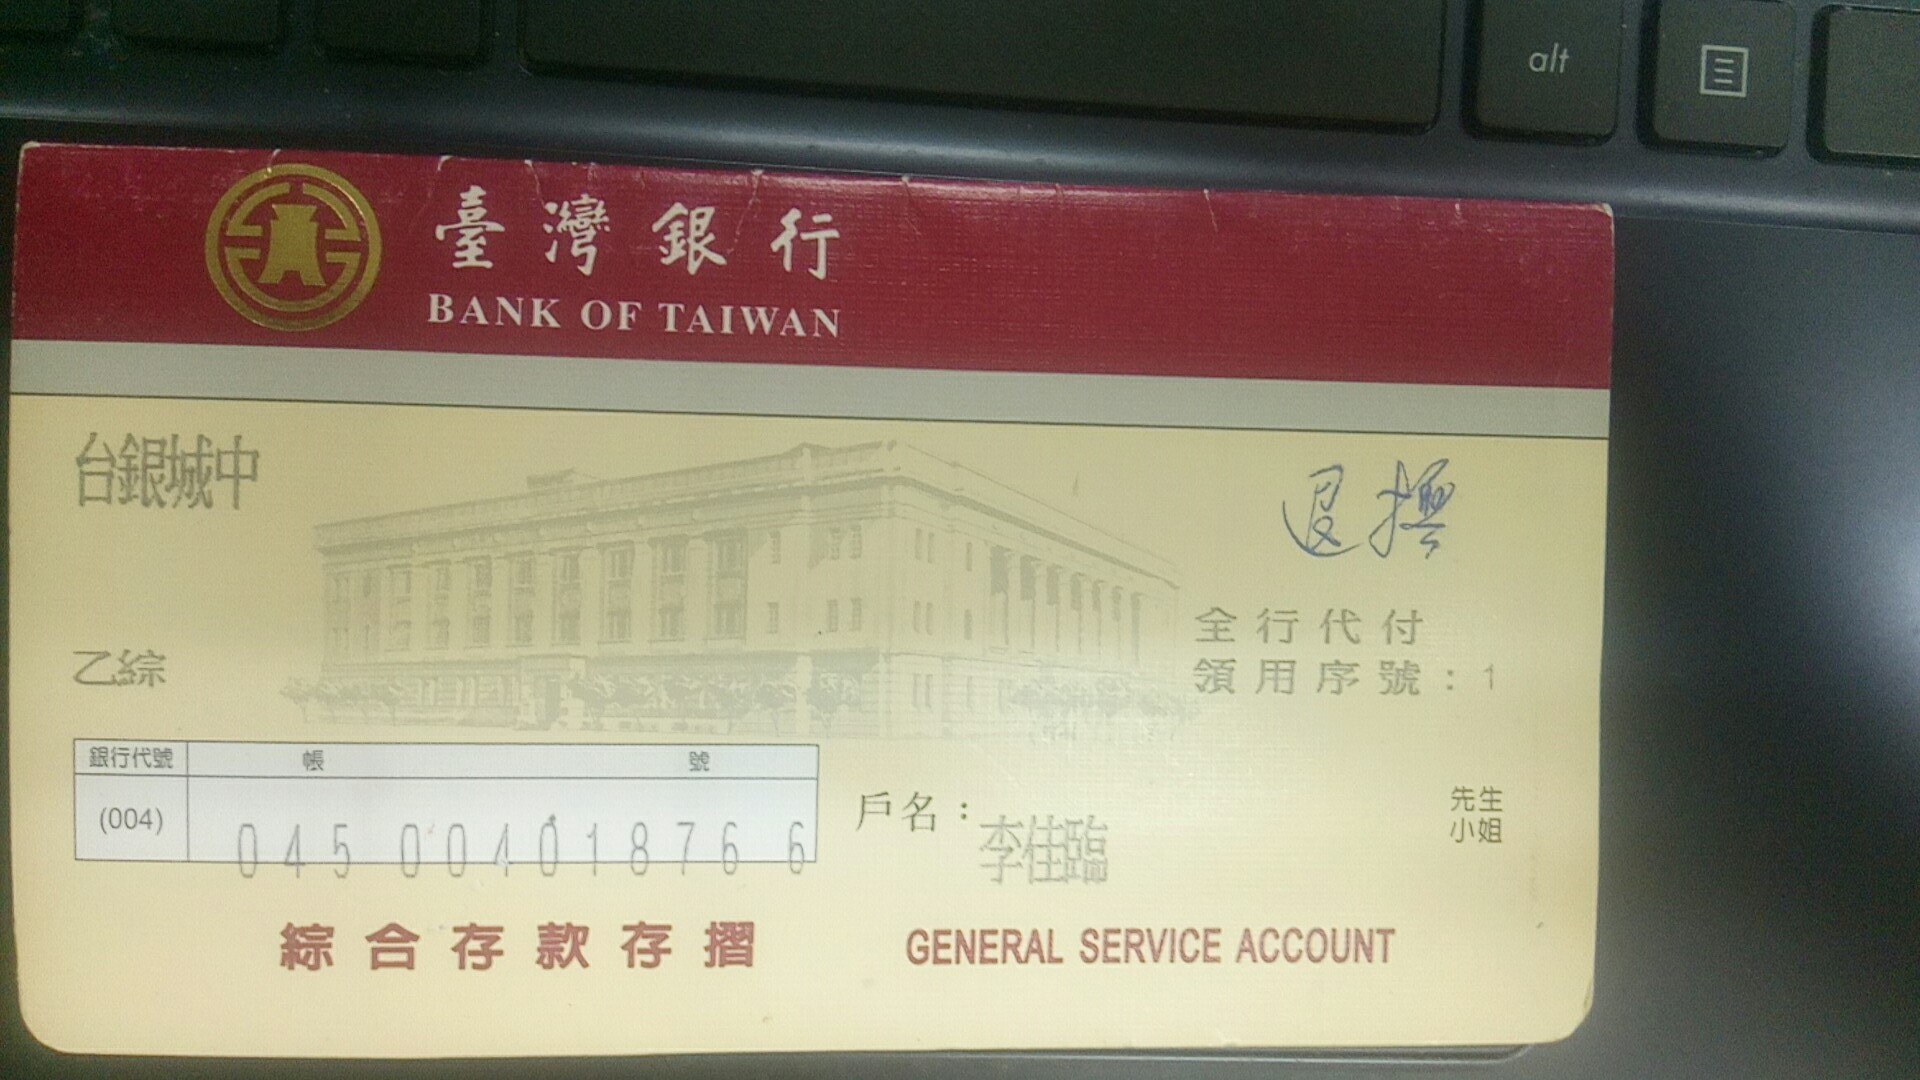 alt
臺灣銀行
BANK OF TAIWAN
台銀城中
退撫
全行代付
領用序號：1
乙綜
銀行代號 帳號
(004) 045 004018766
戶名：李佳臨 先生
小姐
綜合存款存摺 GENERAL SERVICE ACCOUNT